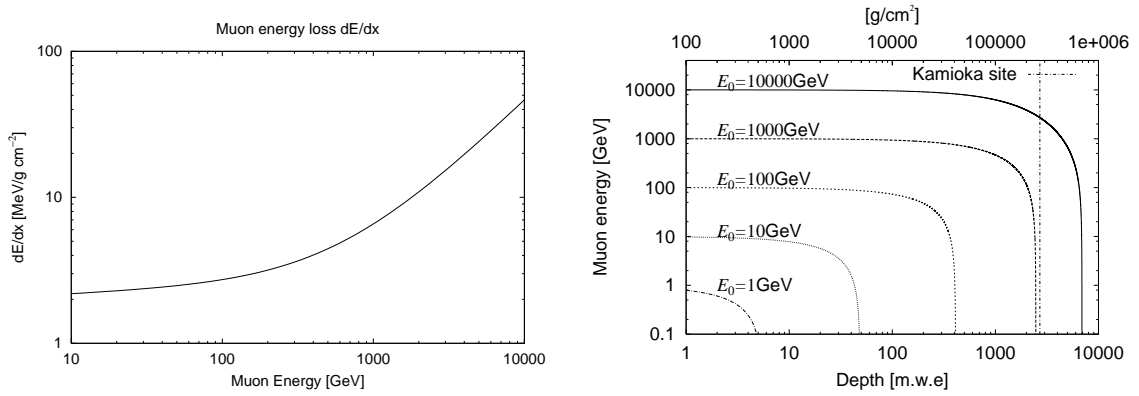 Muon energy loss dE/dx
100
10
1
dE/dx [MeV/g cm⁻²]
10 100 1000 10000
Muon Energy [GeV]
[g/cm²]
100 1000 10000 100000 1e+006
Kamioka site
10000
1000
100
10
1
0.1
Muon energy [GeV]
E₀=10000GeV
E₀=1000GeV
E₀=100GeV
E₀=10GeV
E₀=1GeV
1 10 100 1000 10000
Depth [m.w.e]